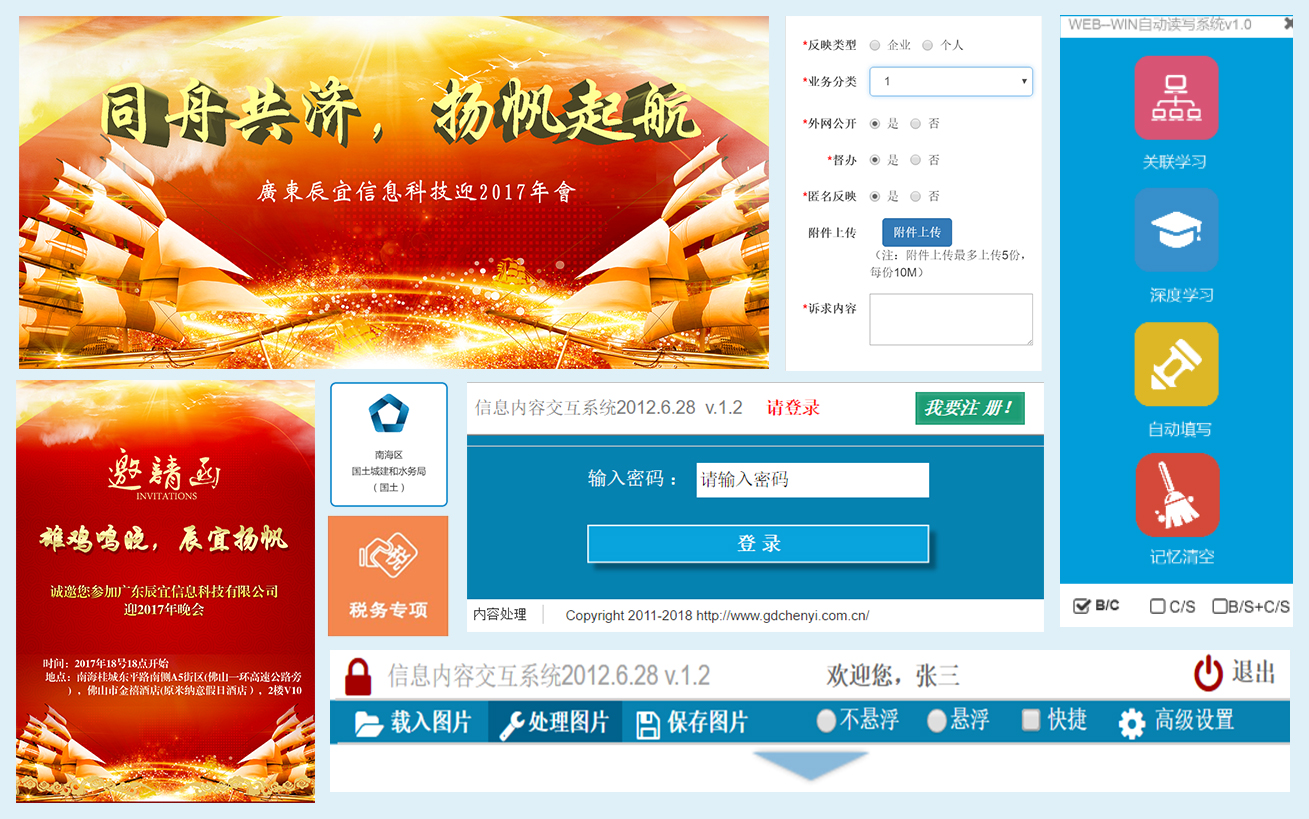 同舟共济，扬帆起航
廣東辰宜信息科技迎2017年會
*反映类型 企业 个人
*业务分类 1
*外网公开 是 否
*督办 是 否
*匿名反映 是 否
附件上传 附件上传
（注：附件上传最多上传5份，
每份10M）
*诉求内容
WEB--WIN自动读写系统v1.0
关联学习
深度学习
自动填写
记忆清空
B/C C/S B/S+C/S
邀請函
INVITATIONS
雄鸡鸣晓，辰宜扬帆
诚邀您参加广东辰宜信息科技有限公司
迎2017年晚会
时间：2017年18号18点开始
地点：南海桂城东平路南侧A5街区(佛山一环高速公路旁
）、佛山市金禧酒店(原米纳意假日酒店）、2楼V10
南海区
国土城建和水务局
（国土）
税
税务专项
信息内容交互系统2012.6.28 v.1.2 请登录 我要注 册！
输入密码： 请输入密码
登 录
内容处理 Copyright 2011-2018 http://www.gdchenyi.com.cn/
信息内容交互系统2012.6.28 v.1.2 欢迎您，张三 退出
载入图片 处理图片 保存图片 不悬浮 悬浮 快捷 高级设置